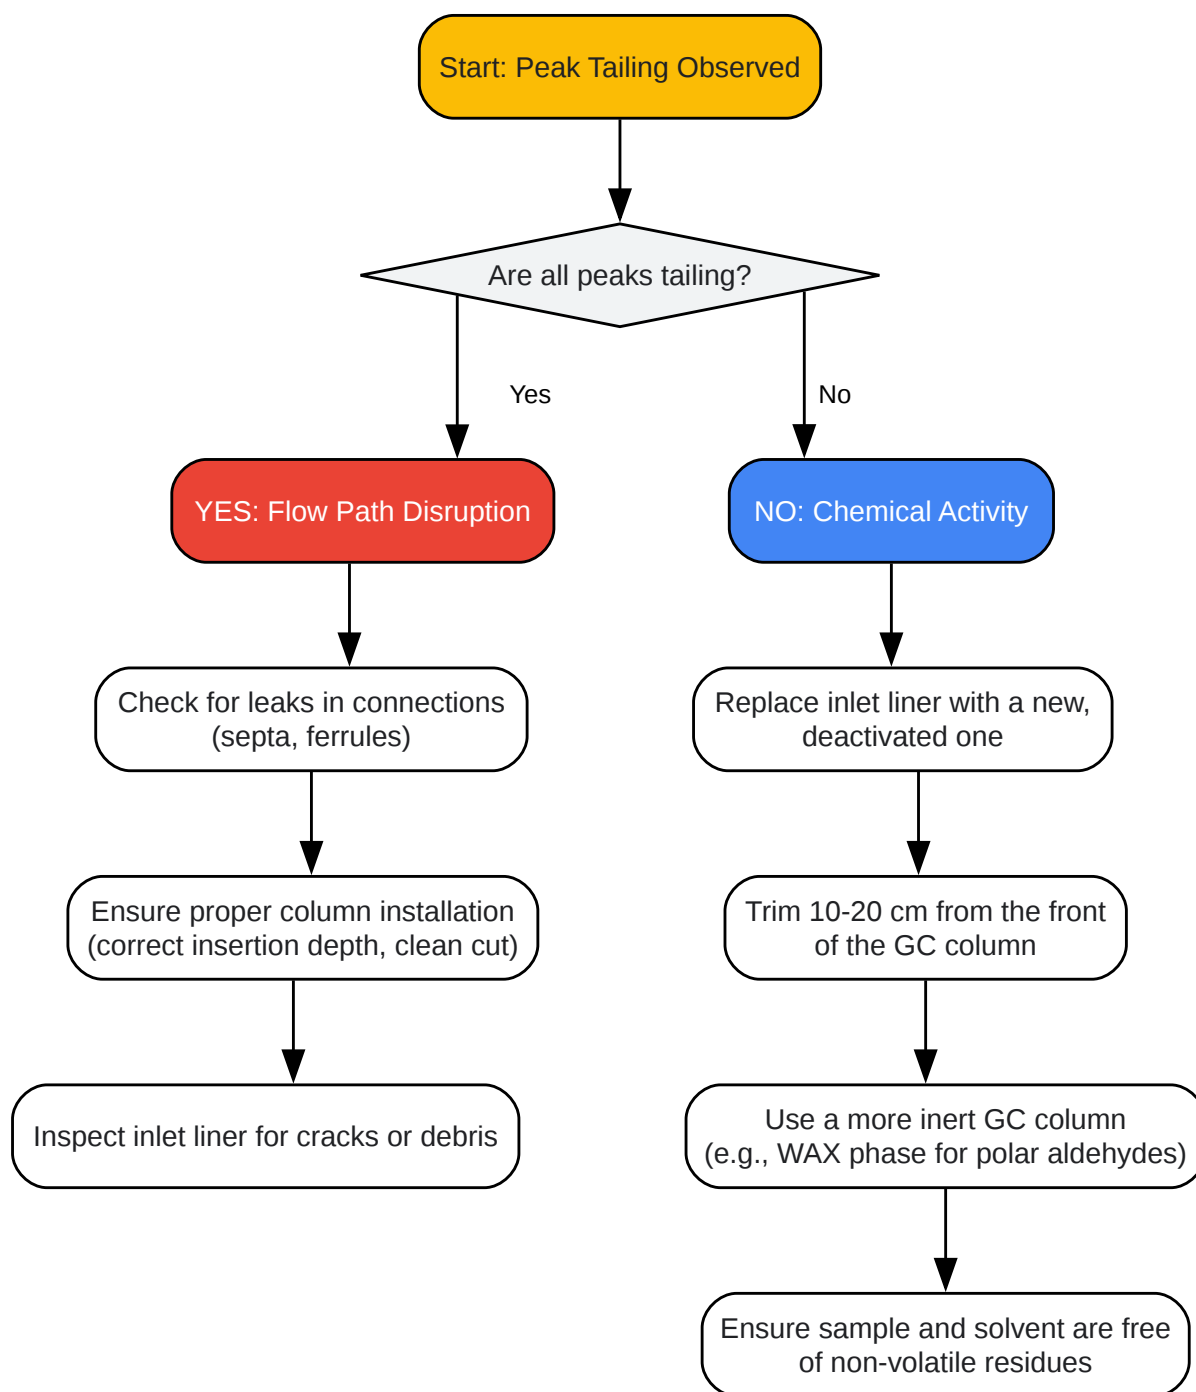 Start: Peak Tailing Observed
Are all peaks tailing?
Yes
No
YES: Flow Path Disruption
NO: Chemical Activity
Check for leaks in connections
(septa, ferrules)
Replace inlet liner with a new,
deactivated one
Ensure proper column installation
(correct insertion depth, clean cut)
Trim 10-20 cm from the front
of the GC column
Inspect inlet liner for cracks or debris
Use a more inert GC column
(e.g., WAX phase for polar aldehydes)
Ensure sample and solvent are free
of non-volatile residues